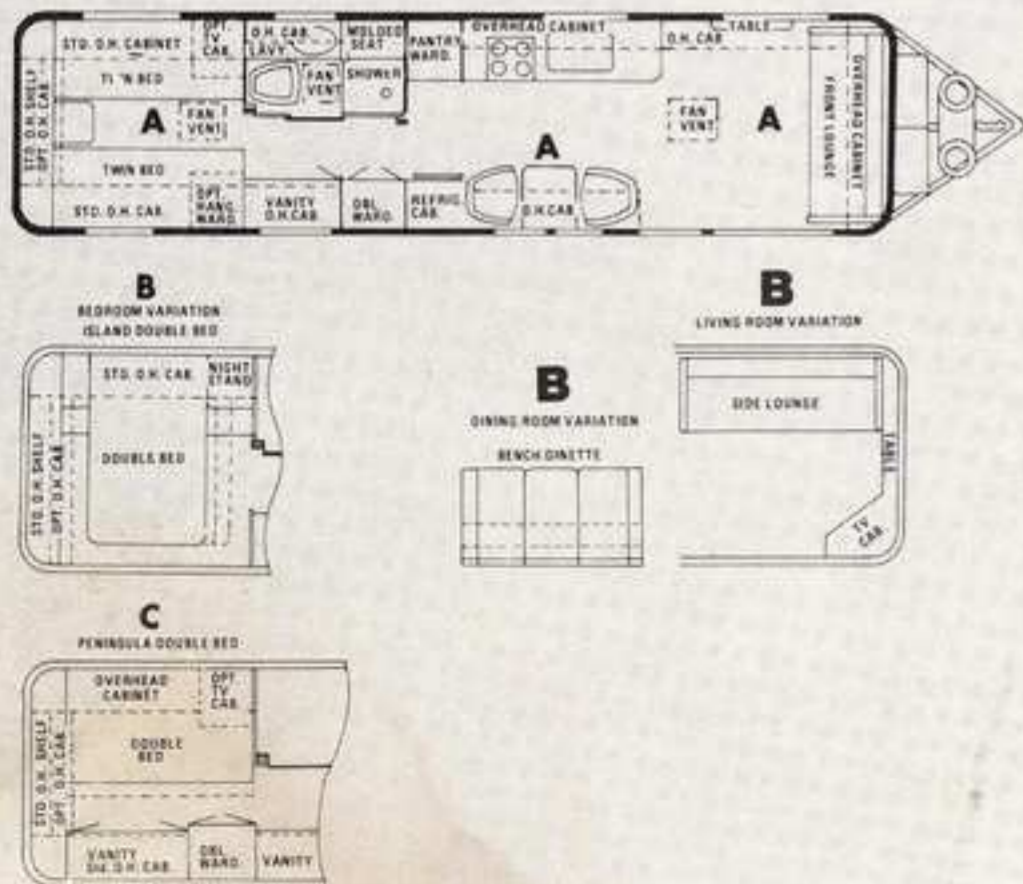 STD. O.H. CABINET
OPT.
TV
CAB.
O.H. CAB.
LAVY
MOLDED
SEAT
PANTRY
WARD.
OVERHEAD CABINET
O.H. CAB
TABLE
BED
FAN
VENT
SHOWER
STD. O.H. SHELF
OPT. O.H. CAB.
A
FAN
VENT
A
FAN
VENT
A
FRONT LOUNGE
OVERHEAD CABINET
TWIN BED
STD. O.H. CAB.
OPT.
HANG.
WARD.
VANITY
O.H. CAB.
DBL.
WARD.
REFRIG.
CAB.
O.H. CAB.
B
BEDROOM VARIATION
ISLAND DOUBLE BED
STD. O.H. CAB.
NIGHT
STAND
STD. O.H. SHELF
OPT. O.H. CAB.
DOUBLE BED
B
DINING ROOM VARIATION
BENCH DINETTE
B
LIVING ROOM VARIATION
SIDE LOUNGE
TABLE
TV
CAB.
C
PENINSULA DOUBLE BED
OVERHEAD
CABINET
OPT
TV
CAB.
STD. O.H. SHELF
OPT. O.H. CAB.
DOUBLE
BED
VANITY
O.H. CAB.
DBL.
WARD.
VANITY